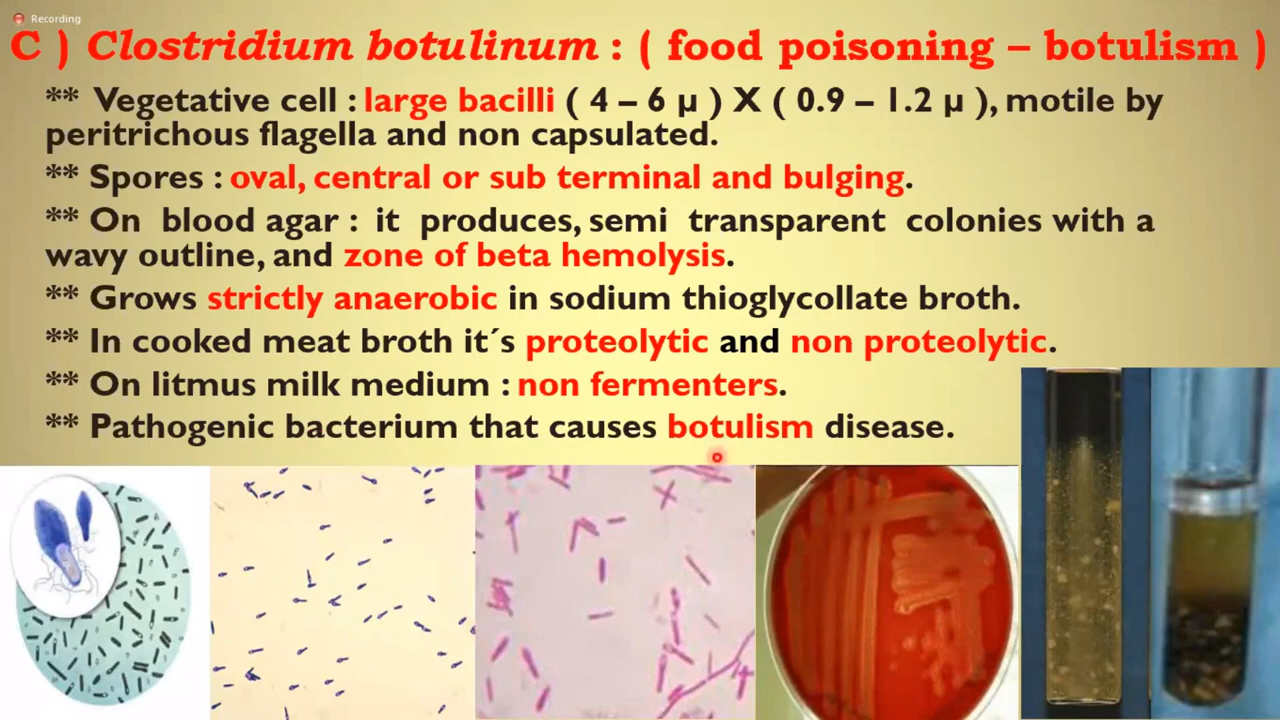 Recording
C ) Clostridium botulinum : ( food poisoning – botulism )
** Vegetative cell : large bacilli ( 4 – 6 µ ) X ( 0.9 – 1.2 µ ), motile by
peritrichous flagella and non capsulated.
** Spores : oval, central or sub terminal and bulging.
** On blood agar : it produces, semi transparent colonies with a
wavy outline, and zone of beta hemolysis.
** Grows strictly anaerobic in sodium thioglycollate broth.
** In cooked meat broth it´s proteolytic and non proteolytic.
** On litmus milk medium : non fermenters.
** Pathogenic bacterium that causes botulism disease.